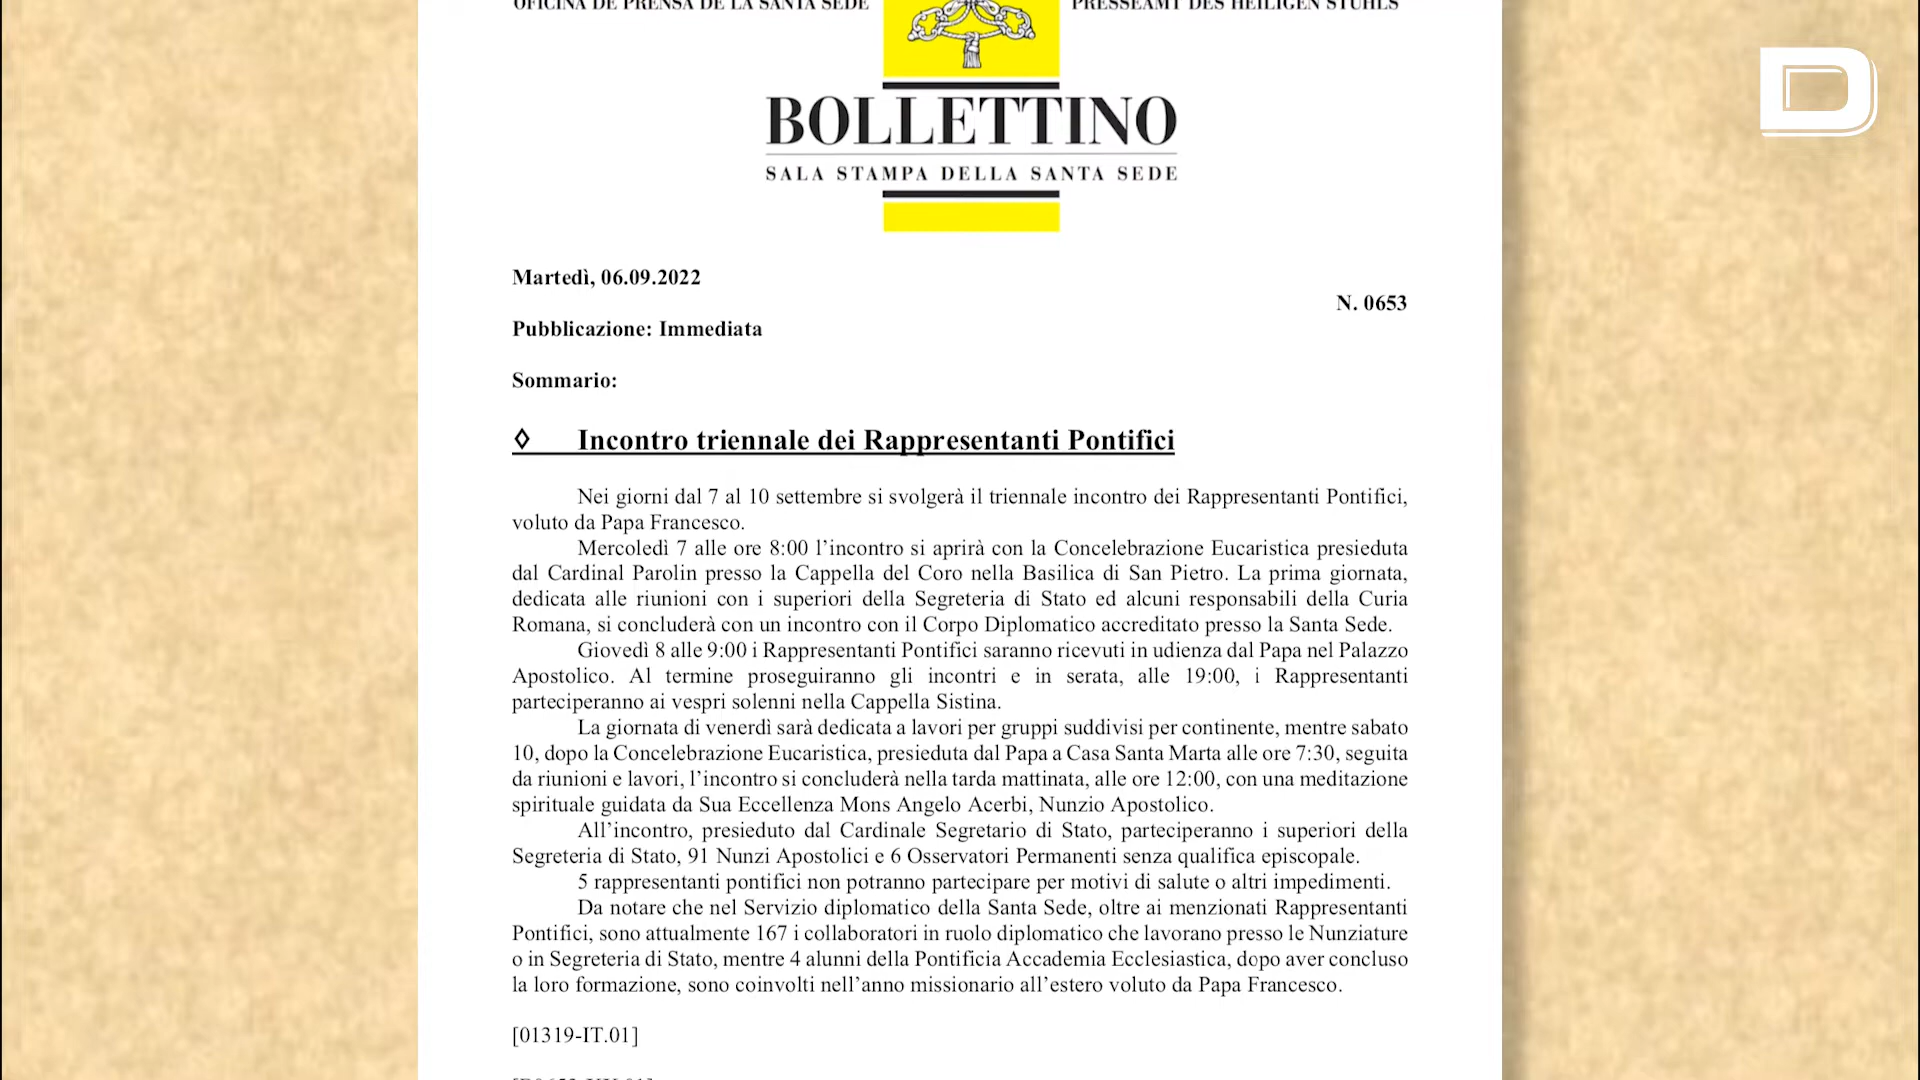 OFICINA DE PRENSA DE LA SANTA SEDE
PRESSEAMT DES HEILIGEN STUHLS
BOLLETTINO
SALA STAMPA DELLA SANTA SEDE
Martedì, 06.09.2022
N. 0653
Pubblicazione: Immediata
Sommario:
◊ Incontro triennale dei Rappresentanti Pontifici
Nei giorni dal 7 al 10 settembre si svolgerà il triennale incontro dei Rappresentanti Pontifici,
voluto da Papa Francesco.
Mercoledì 7 alle ore 8:00 l’incontro si aprirà con la Concelebrazione Eucaristica presieduta
dal Cardinal Parolin presso la Cappella del Coro nella Basilica di San Pietro. La prima giornata,
dedicata alle riunioni con i superiori della Segreteria di Stato ed alcuni responsabili della Curia
Romana, si concluderà con un incontro con il Corpo Diplomatico accreditato presso la Santa Sede.
Giovedì 8 alle 9:00 i Rappresentanti Pontifici saranno ricevuti in udienza dal Papa nel Palazzo
Apostolico. Al termine proseguiranno gli incontri e in serata, alle 19:00, i Rappresentanti
parteciperanno ai vespri solenni nella Cappella Sistina.
La giornata di venerdì sarà dedicata a lavori per gruppi suddivisi per continente, mentre sabato
10, dopo la Concelebrazione Eucaristica, presieduta dal Papa a Casa Santa Marta alle ore 7:30, seguita
da riunioni e lavori, l’incontro si concluderà nella tarda mattinata, alle ore 12:00, con una meditazione
spirituale guidata da Sua Eccellenza Mons Angelo Acerbi, Nunzio Apostolico.
All’incontro, presieduto dal Cardinale Segretario di Stato, parteciperanno i superiori della
Segreteria di Stato, 91 Nunzi Apostolici e 6 Osservatori Permanenti senza qualifica episcopale.
5 rappresentanti pontifici non potranno partecipare per motivi di salute o altri impedimenti.
Da notare che nel Servizio diplomatico della Santa Sede, oltre ai menzionati Rappresentanti
Pontifici, sono attualmente 167 i collaboratori in ruolo diplomatico che lavorano presso le Nunziature
o in Segreteria di Stato, mentre 4 alunni della Pontificia Accademia Ecclesiastica, dopo aver concluso
la loro formazione, sono coinvolti nell’anno missionario all’estero voluto da Papa Francesco.
[01319-IT.01]
D